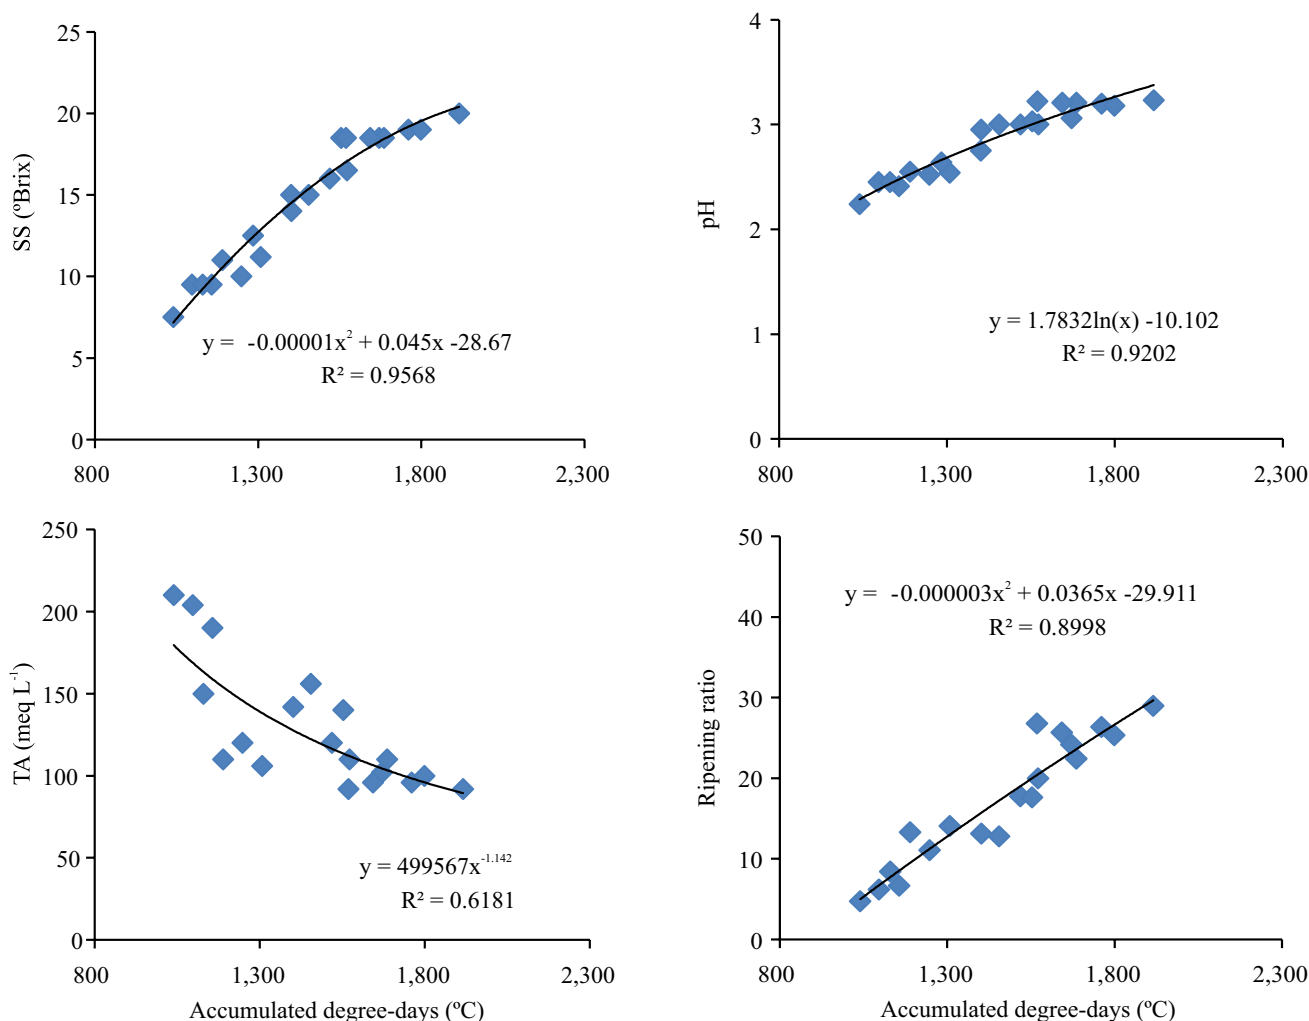 25
20
15
10
5
0
SS (ºBrix)
y = -0.00001x² + 0.045x -28.67
R² = 0.9568
800 1,300 1,800 2,300
4
3
2
1
0
pH
y = 1.7832ln(x) -10.102
R² = 0.9202
800 1,300 1,800 2,300
250
200
150
100
50
0
TA (meq L⁻¹)
y = 499567x⁻¹·¹⁴²
R² = 0.6181
800 1,300 1,800 2,300
Accumulated degree-days (ºC)
50
40
30
20
10
0
Ripening ratio
y = -0.000003x² + 0.0365x -29.911
R² = 0.8998
800 1,300 1,800 2,300
Accumulated degree-days (ºC)